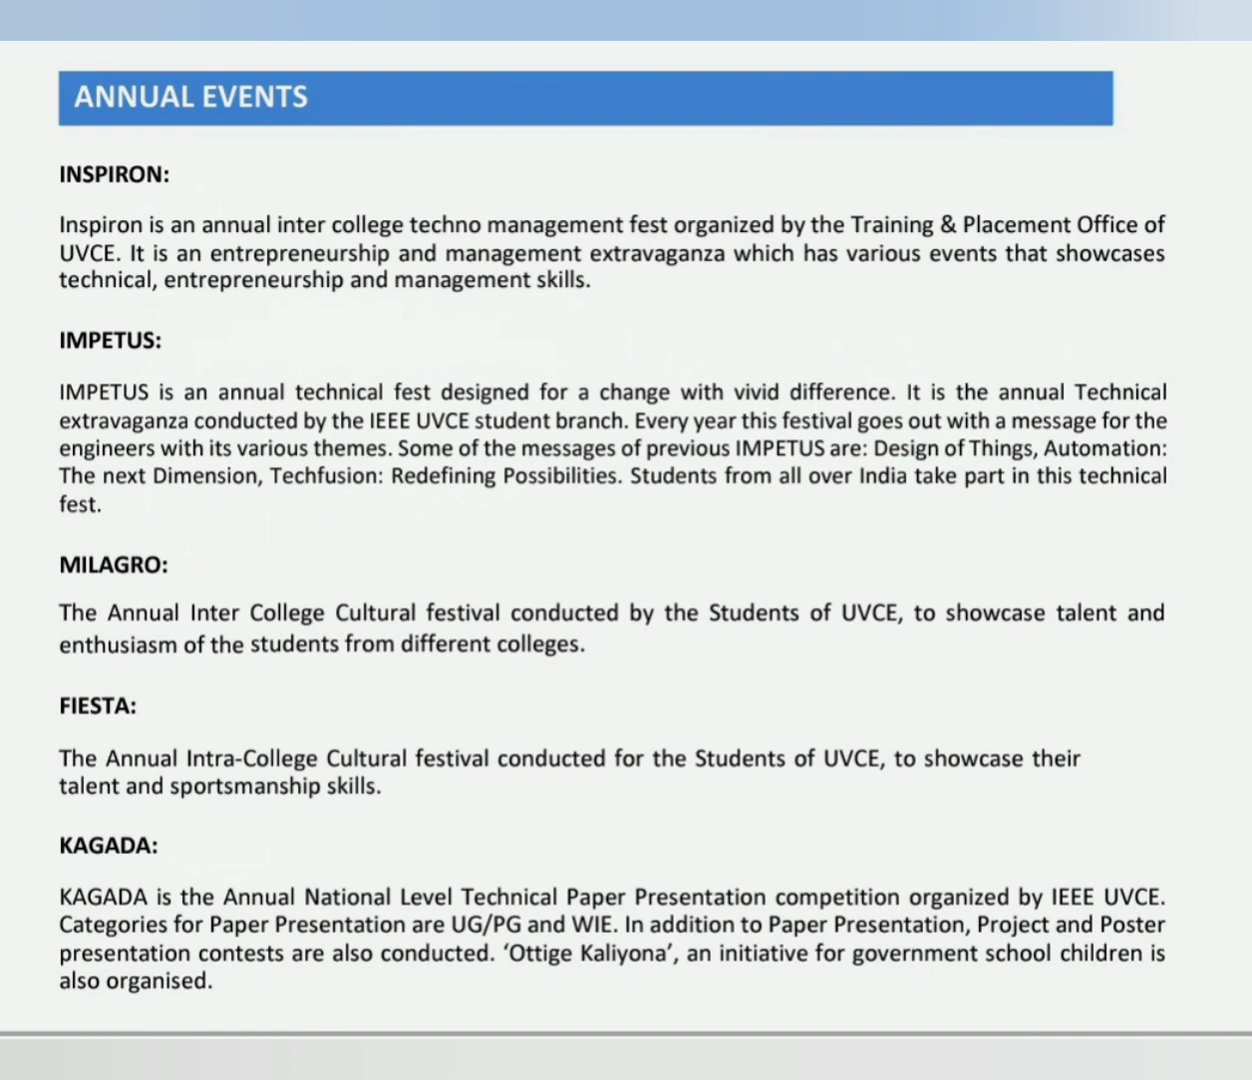 ANNUAL EVENTS
INSPIRON:
Inspiron is an annual inter college techno management fest organized by the Training & Placement Office of
UVCE. It is an entrepreneurship and management extravaganza which has various events that showcases
technical, entrepreneurship and management skills.
IMPETUS:
IMPETUS is an annual technical fest designed for a change with vivid difference. It is the annual Technical
extravaganza conducted by the IEEE UVCE student branch. Every year this festival goes out with a message for the
engineers with its various themes. Some of the messages of previous IMPETUS are: Design of Things, Automation:
The next Dimension, Techfusion: Redefining Possibilities. Students from all over India take part in this technical
fest.
MILAGRO:
The Annual Inter College Cultural festival conducted by the Students of UVCE, to showcase talent and
enthusiasm of the students from different colleges.
FIESTA:
The Annual Intra-College Cultural festival conducted for the Students of UVCE, to showcase their
talent and sportsmanship skills.
KAGADA:
KAGADA is the Annual National Level Technical Paper Presentation competition organized by IEEE UVCE.
Categories for Paper Presentation are UG/PG and WIE. In addition to Paper Presentation, Project and Poster
presentation contests are also conducted. ‘Ottige Kaliyona’, an initiative for government school children is
also organised.